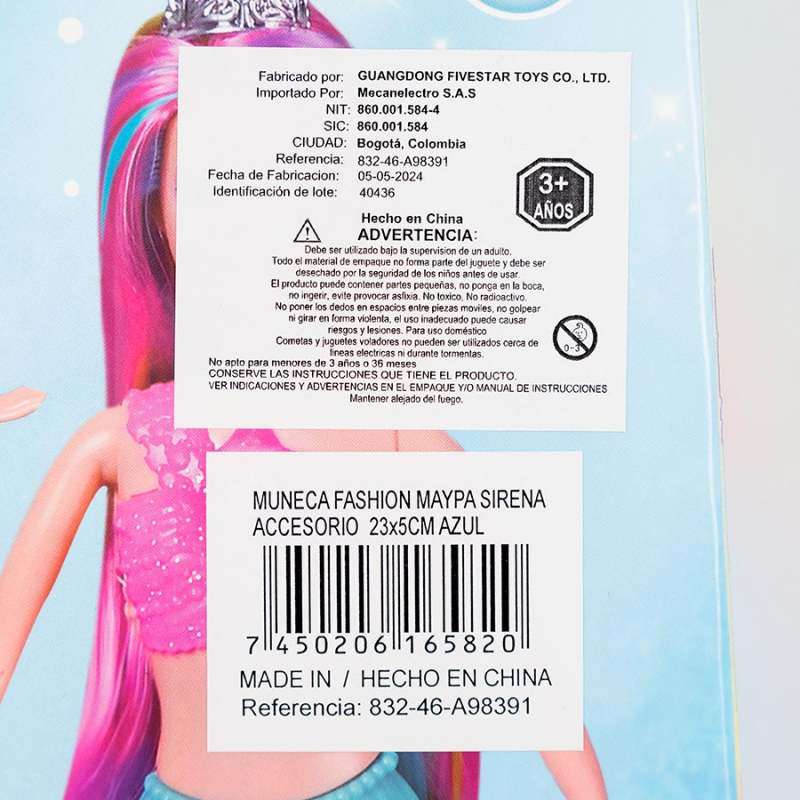 Fabricado por: GUANGDONG FIVESTAR TOYS CO., LTD.
Importado Por: Mecanelectro S.A.S
NIT: 860.001.584-4
SIC: 860.001.584
CIUDAD: Bogotá, Colombia
Referencia: 832-46-A98391
Fecha de Fabricacion: 05-05-2024
Identificación de lote: 40436
3+
AÑOS
Hecho en China
ADVERTENCIA:
Debe ser utilizado bajo la supervision de un adulto.
Todo el material de empaque no forma parte del juguete y debe ser
desechado por la seguridad de los niños antes de usar.
El producto puede contener partes pequeñas, no ponga en la boca,
no ingerir, evite provocar asfixia. No toxico, No radioactivo.
No poner los dedos en espacios entre piezas moviles, no golpear
ni girar en forma violenta, el uso inadecuado puede causar
riesgos y lesiones. Para uso doméstico
Cometas y juguetes voladores no pueden ser utilizados cerca de
lineas electricas ni durante tormentas.
0-3
No apto para menores de 3 años o 36 meses
CONSERVE LAS INSTRUCCIONES QUE TIENE EL PRODUCTO.
VER INDICACIONES Y ADVERTENCIAS EN EL EMPAQUE Y/O MANUAL DE INSTRUCCIONES
Mantener alejado del fuego.
MUNECA FASHION MAYPA SIRENA
ACCESORIO 23x5CM AZUL
7 450206 165820
MADE IN / HECHO EN CHINA
Referencia: 832-46-A98391